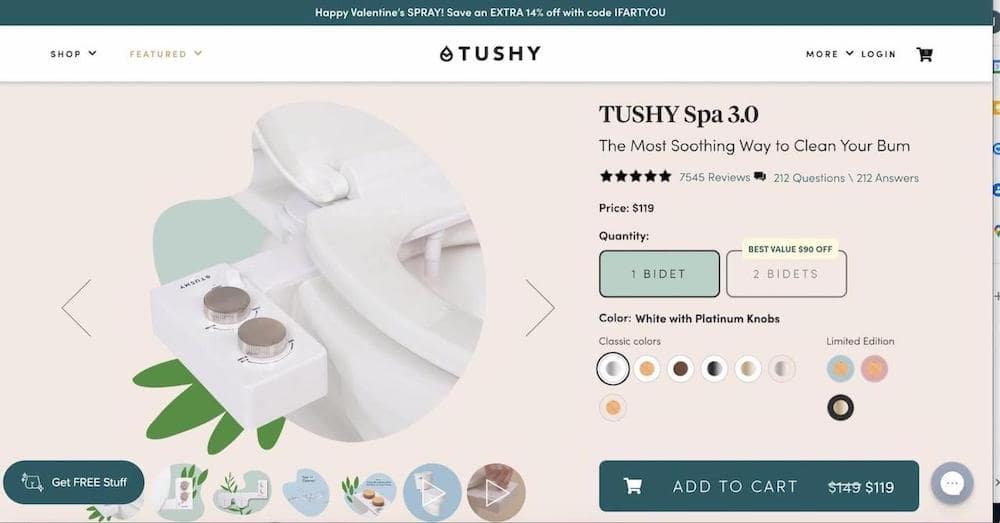 Happy Valentine's SPRAY! Save an EXTRA 14% off with code IFARTYOU
SHOP
FEATURED
TUSHY
MORE
LOGIN
TUSHY Spa 3.0
The Most Soothing Way to Clean Your Bum
7545 Reviews
212 Questions \ 212 Answers
Price: $119
Quantity:
BEST VALUE $90 OFF
1 BIDET
2 BIDETS
Color: White with Platinum Knobs
Classic colors
Limited Edition
TUSHY
Get FREE Stuff
ADD TO CART $149 $119